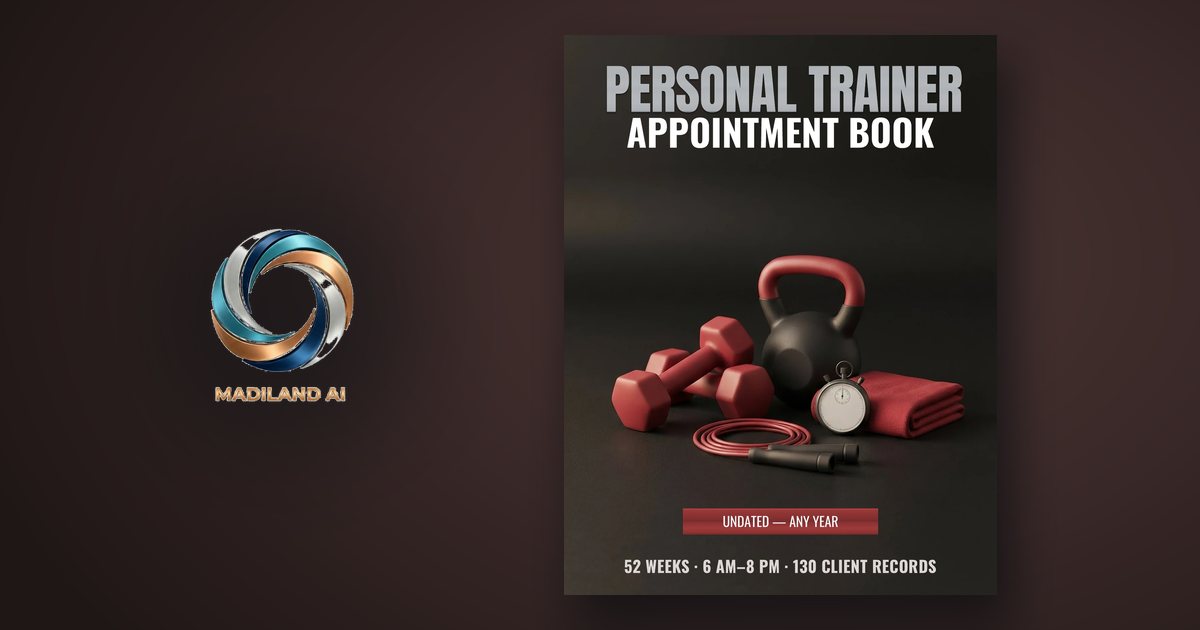 MADILAND AI
PERSONAL TRAINER
APPOINTMENT BOOK
UNDATED — ANY YEAR
52 WEEKS · 6 AM–8 PM · 130 CLIENT RECORDS